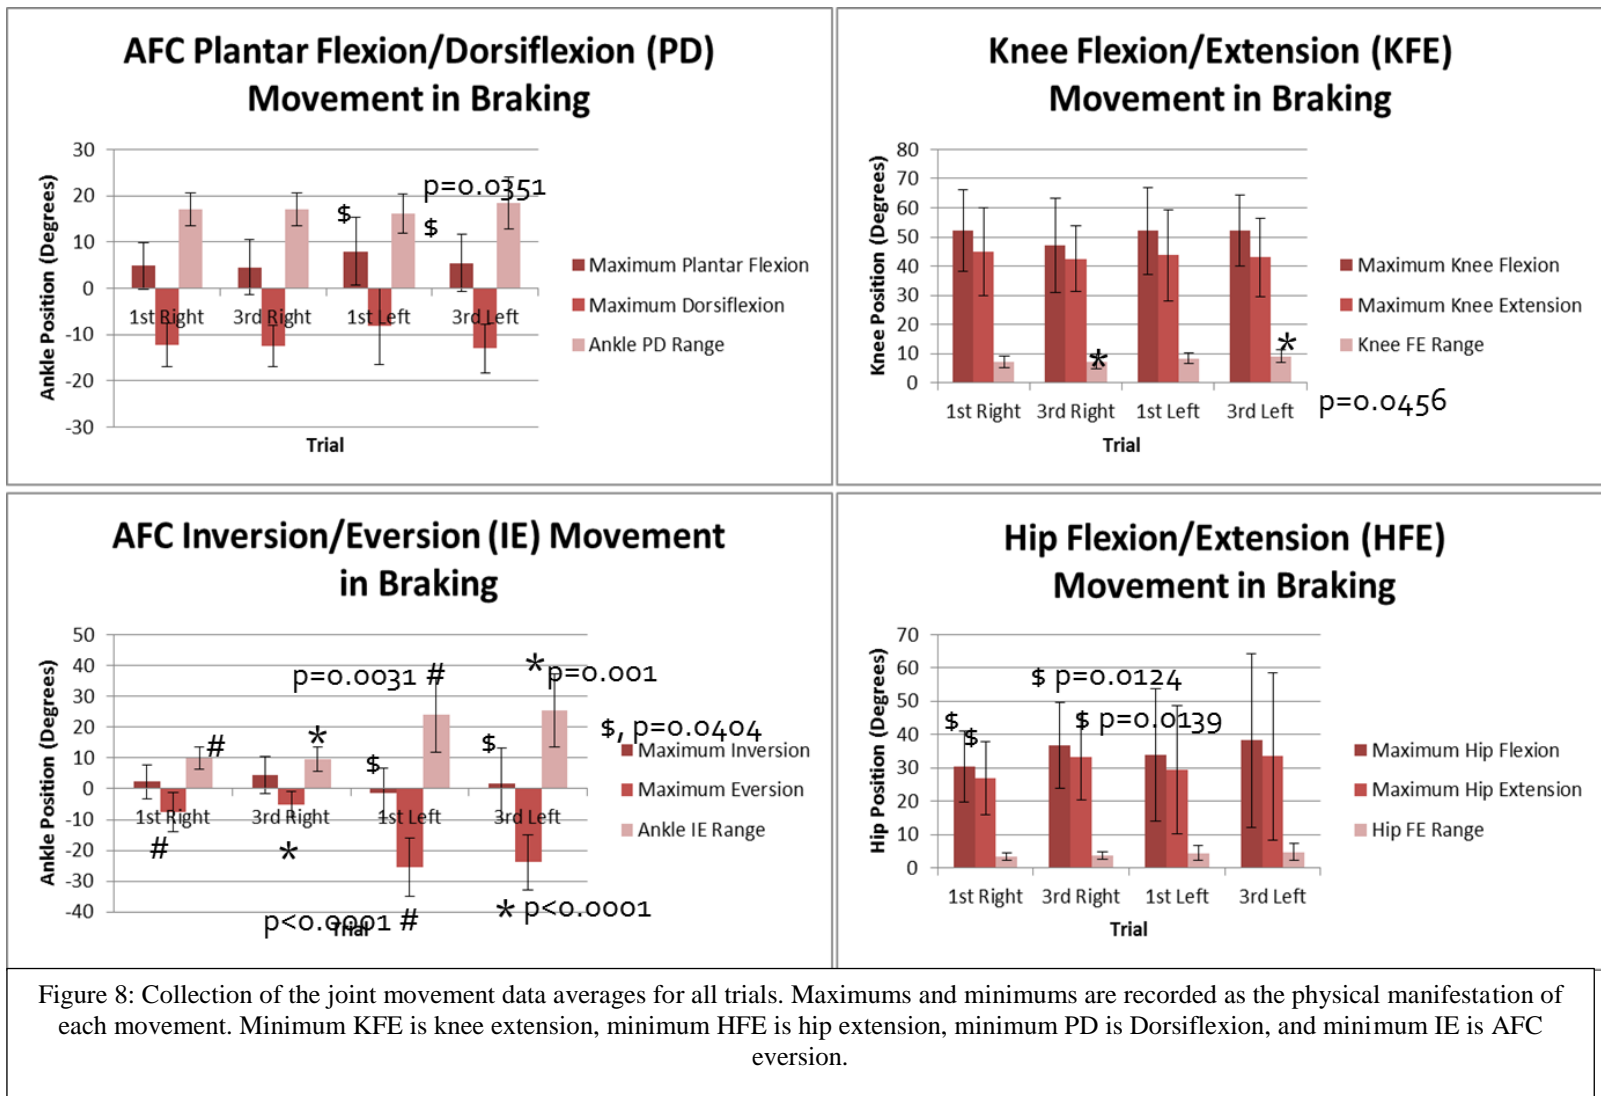 AFC Plantar Flexion/Dorsiflexion (PD)
Movement in Braking
Ankle Position (Degrees)
30
20
10
0
-10
-20
-30
p=0.0351
$
$
1st Right
3rd Right
1st Left
3rd Left
Trial
Maximum Plantar Flexion
Maximum Dorsiflexion
Ankle PD Range
Knee Flexion/Extension (KFE)
Movement in Braking
Knee Position (Degrees)
80
70
60
50
40
30
20
10
0
*
*
1st Right
3rd Right
1st Left
3rd Left
p=0.0456
Trial
Maximum Knee Flexion
Maximum Knee Extension
Knee FE Range
AFC Inversion/Eversion (IE) Movement
in Braking
Ankle Position (Degrees)
50
40
30
20
10
0
-10
-20
-30
-40
p=0.0031 #
* p=0.001
$, p=0.0404
#
*
$
$
1st Right
3rd Right
1st Left
3rd Left
#
*
p<0.0001 #
* p<0.0001
Trial
Maximum Inversion
Maximum Eversion
Ankle IE Range
Hip Flexion/Extension (HFE)
Movement in Braking
Hip Position (Degrees)
70
60
50
40
30
20
10
0
$ p=0.0124
$ p=0.0139
$
$
1st Right
3rd Right
1st Left
3rd Left
Trial
Maximum Hip Flexion
Maximum Hip Extension
Hip FE Range
Figure 8: Collection of the joint movement data averages for all trials. Maximums and minimums are recorded as the physical manifestation of
each movement. Minimum KFE is knee extension, minimum HFE is hip extension, minimum PD is Dorsiflexion, and minimum IE is AFC
eversion.